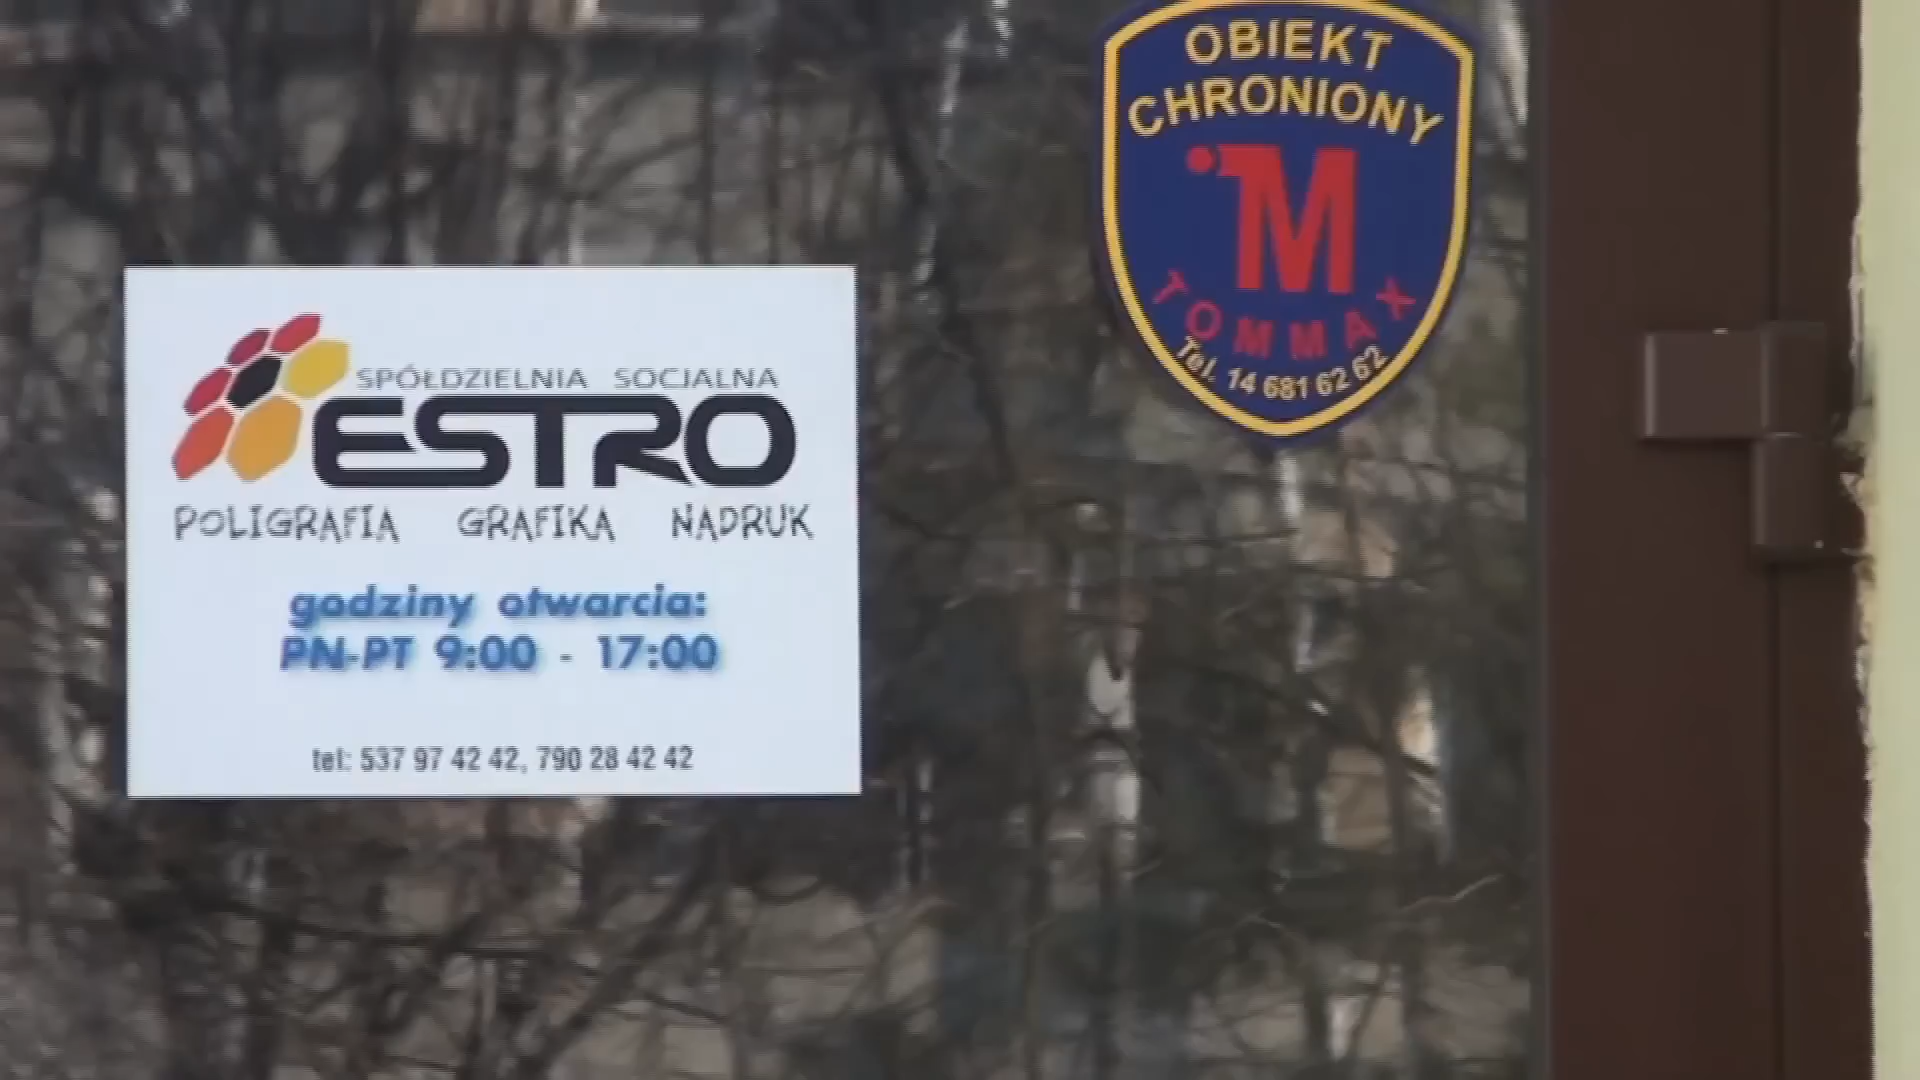 SPÓŁDZIELNIA SOCJALNA
ESTRO
POLIGRAFIA GRAFIKA NADRUK
godziny otwarcia:
PN-PT 9:00 - 17:00
tel: 537 97 42 42, 790 28 42 42
OBIEKT
CHRONIONY
M
TOMMAX
Tel. 14 681 62 62